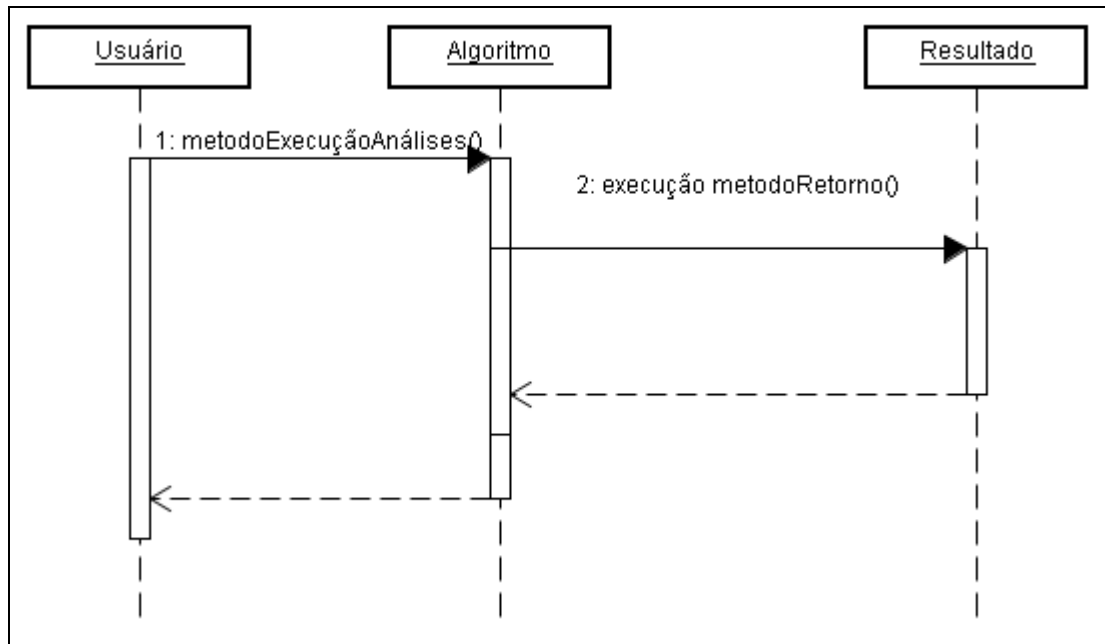 Usuário
Algoritmo
Resultado
1: metodoExecuçãoAnálises()
2: execução metodoRetorno()